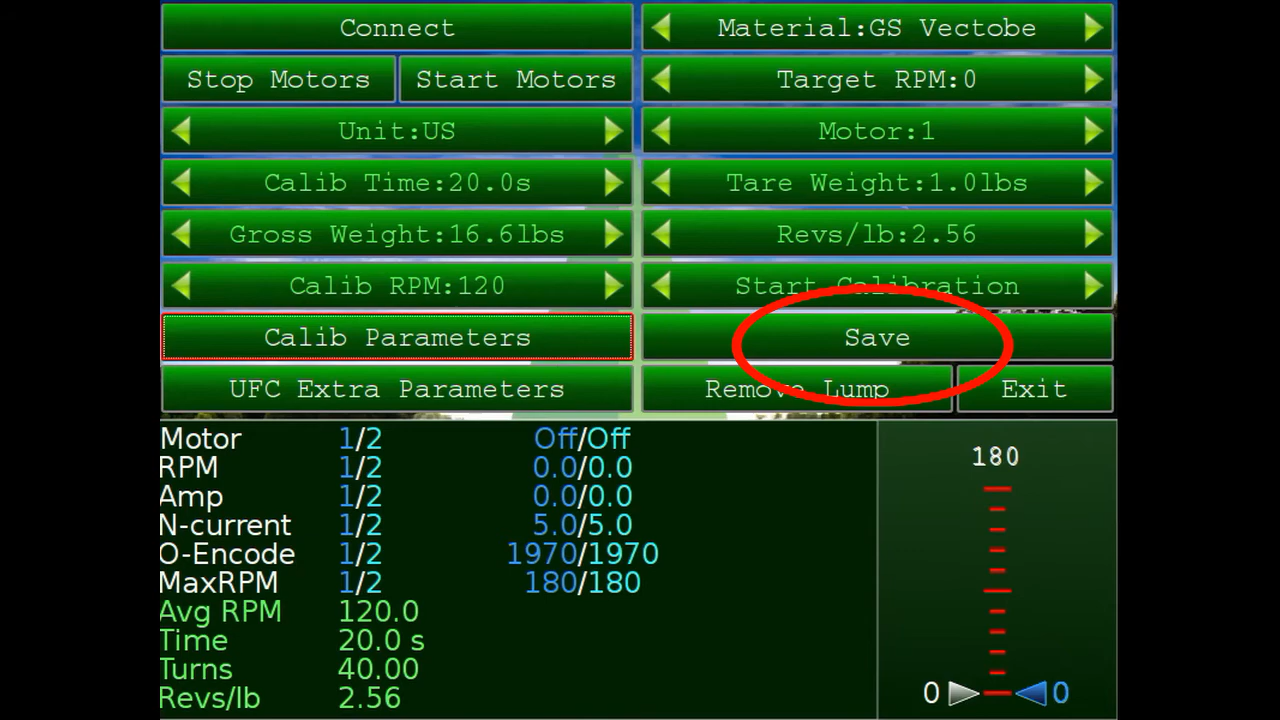 Connect
Material:GS Vectobe
Stop Motors
Start Motors
Target RPM:0
Unit:US
Motor:1
Calib Time:20.0s
Tare Weight:1.0lbs
Gross Weight:16.6lbs
Revs/lb:2.56
Calib RPM:120
Start Calibration
Calib Parameters
Save
UFC Extra Parameters
Remove Lump
Exit
Motor 1/2 Off/Off
RPM 1/2 0.0/0.0
Amp 1/2 0.0/0.0
N-current 1/2 5.0/5.0
O-Encode 1/2 1970/1970
MaxRPM 1/2 180/180
Avg RPM 120.0
Time 20.0 s
Turns 40.00
Revs/lb 2.56
180
0 0